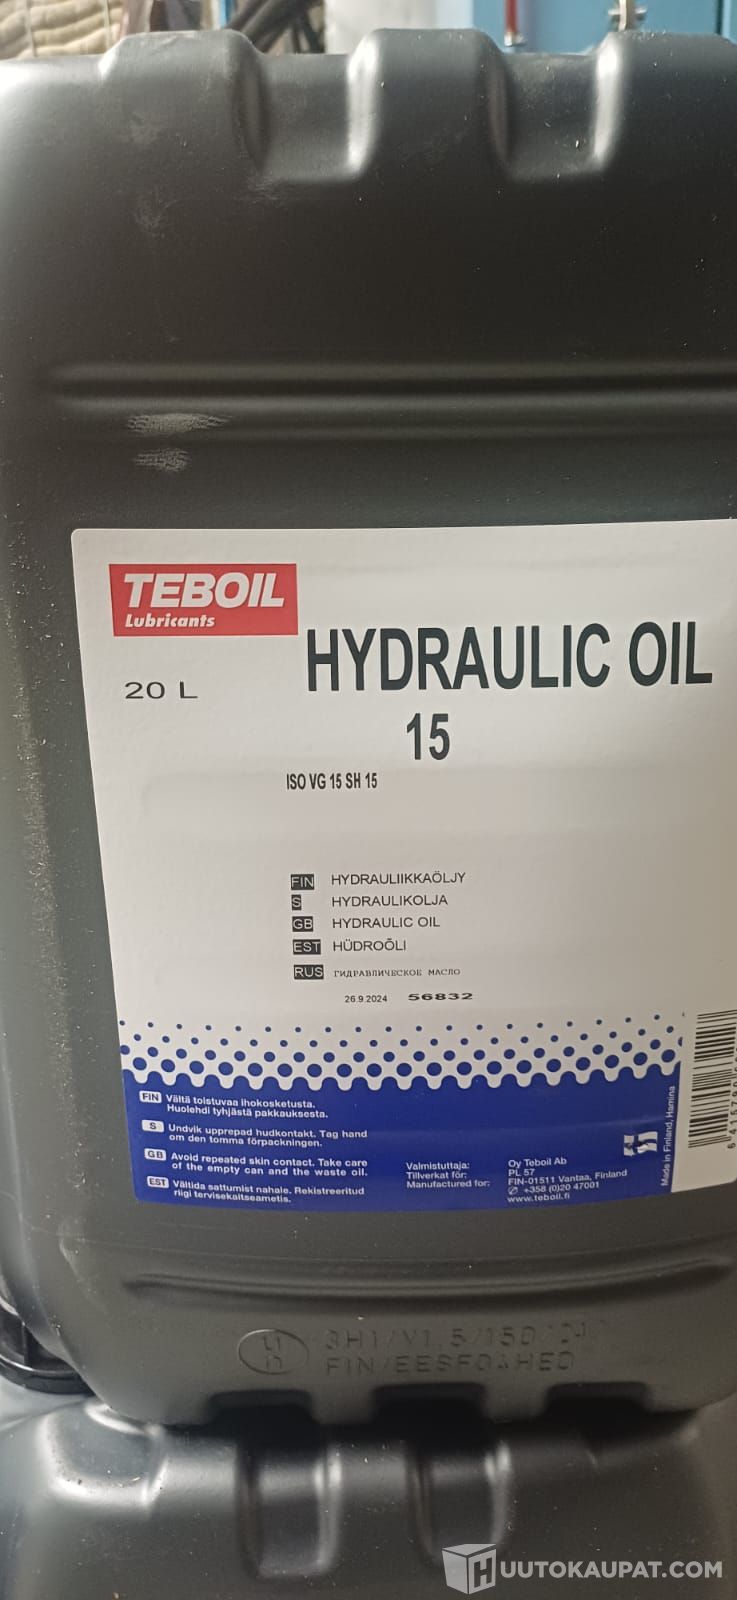 TEBOIL
Lubricants
20 L
HYDRAULIC OIL
15
ISO VG 15 SH 15
FIN HYDRAULIIKKAÖLJY
S HYDRAULIKOLJA
GB HYDRAULIC OIL
EST HÜDROÕLI
RUS ГИДРАВЛИЧЕСКОЕ МАСЛО
26.9.2024 56832
FIN Vältä toistuvaa ihokosketusta.
Huolehdi tyhjästä pakkauksesta.
S Undvik upprepad hudkontakt. Tag hand
om den tomma förpackningen.
GB Avoid repeated skin contact. Take care
of the empty can and the waste oil.
EST Vältida sattumist nahale. Rekistreeritud
riigi tervisekaitseametis.
Valmistuttaja:
Tillverkat för:
Manufactured for:
Oy Teboil Ab
PL 57
FIN-01511 Vantaa, Finland
+358 (0)20 47001
www.teboil.fi
Made in Finland, Hamina
HUUTOKAUPAT.COM